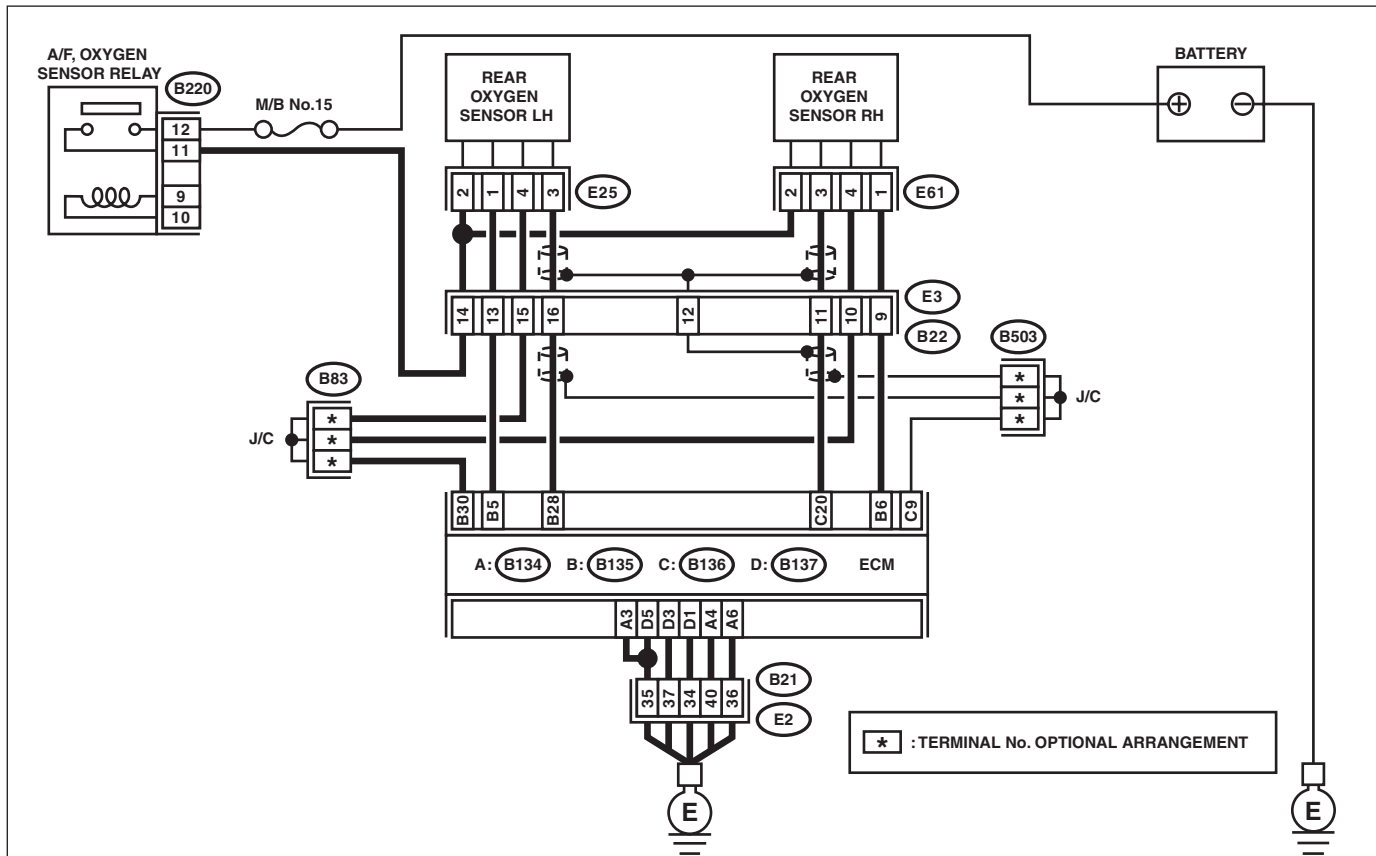 A/F, OXYGEN
SENSOR RELAY
B220
M/B No.15
REAR
OXYGEN
SENSOR LH
REAR
OXYGEN
SENSOR RH
BATTERY
12
11
9
10
2 1 4 3
E25
2 3 4 1
E61
14 13 15 16 12 11 10 9
E3
B22
B503
*
*
*
J/C
B83
*
*
*
J/C
B30 B5 B28 C20 B6 C9
A: B134 B: B135 C: B136 D: B137 ECM
A3 D5 D3 D1 A4 A6
35 37 34 40 36
B21
E2
* : TERMINAL No. OPTIONAL ARRANGEMENT
E
E